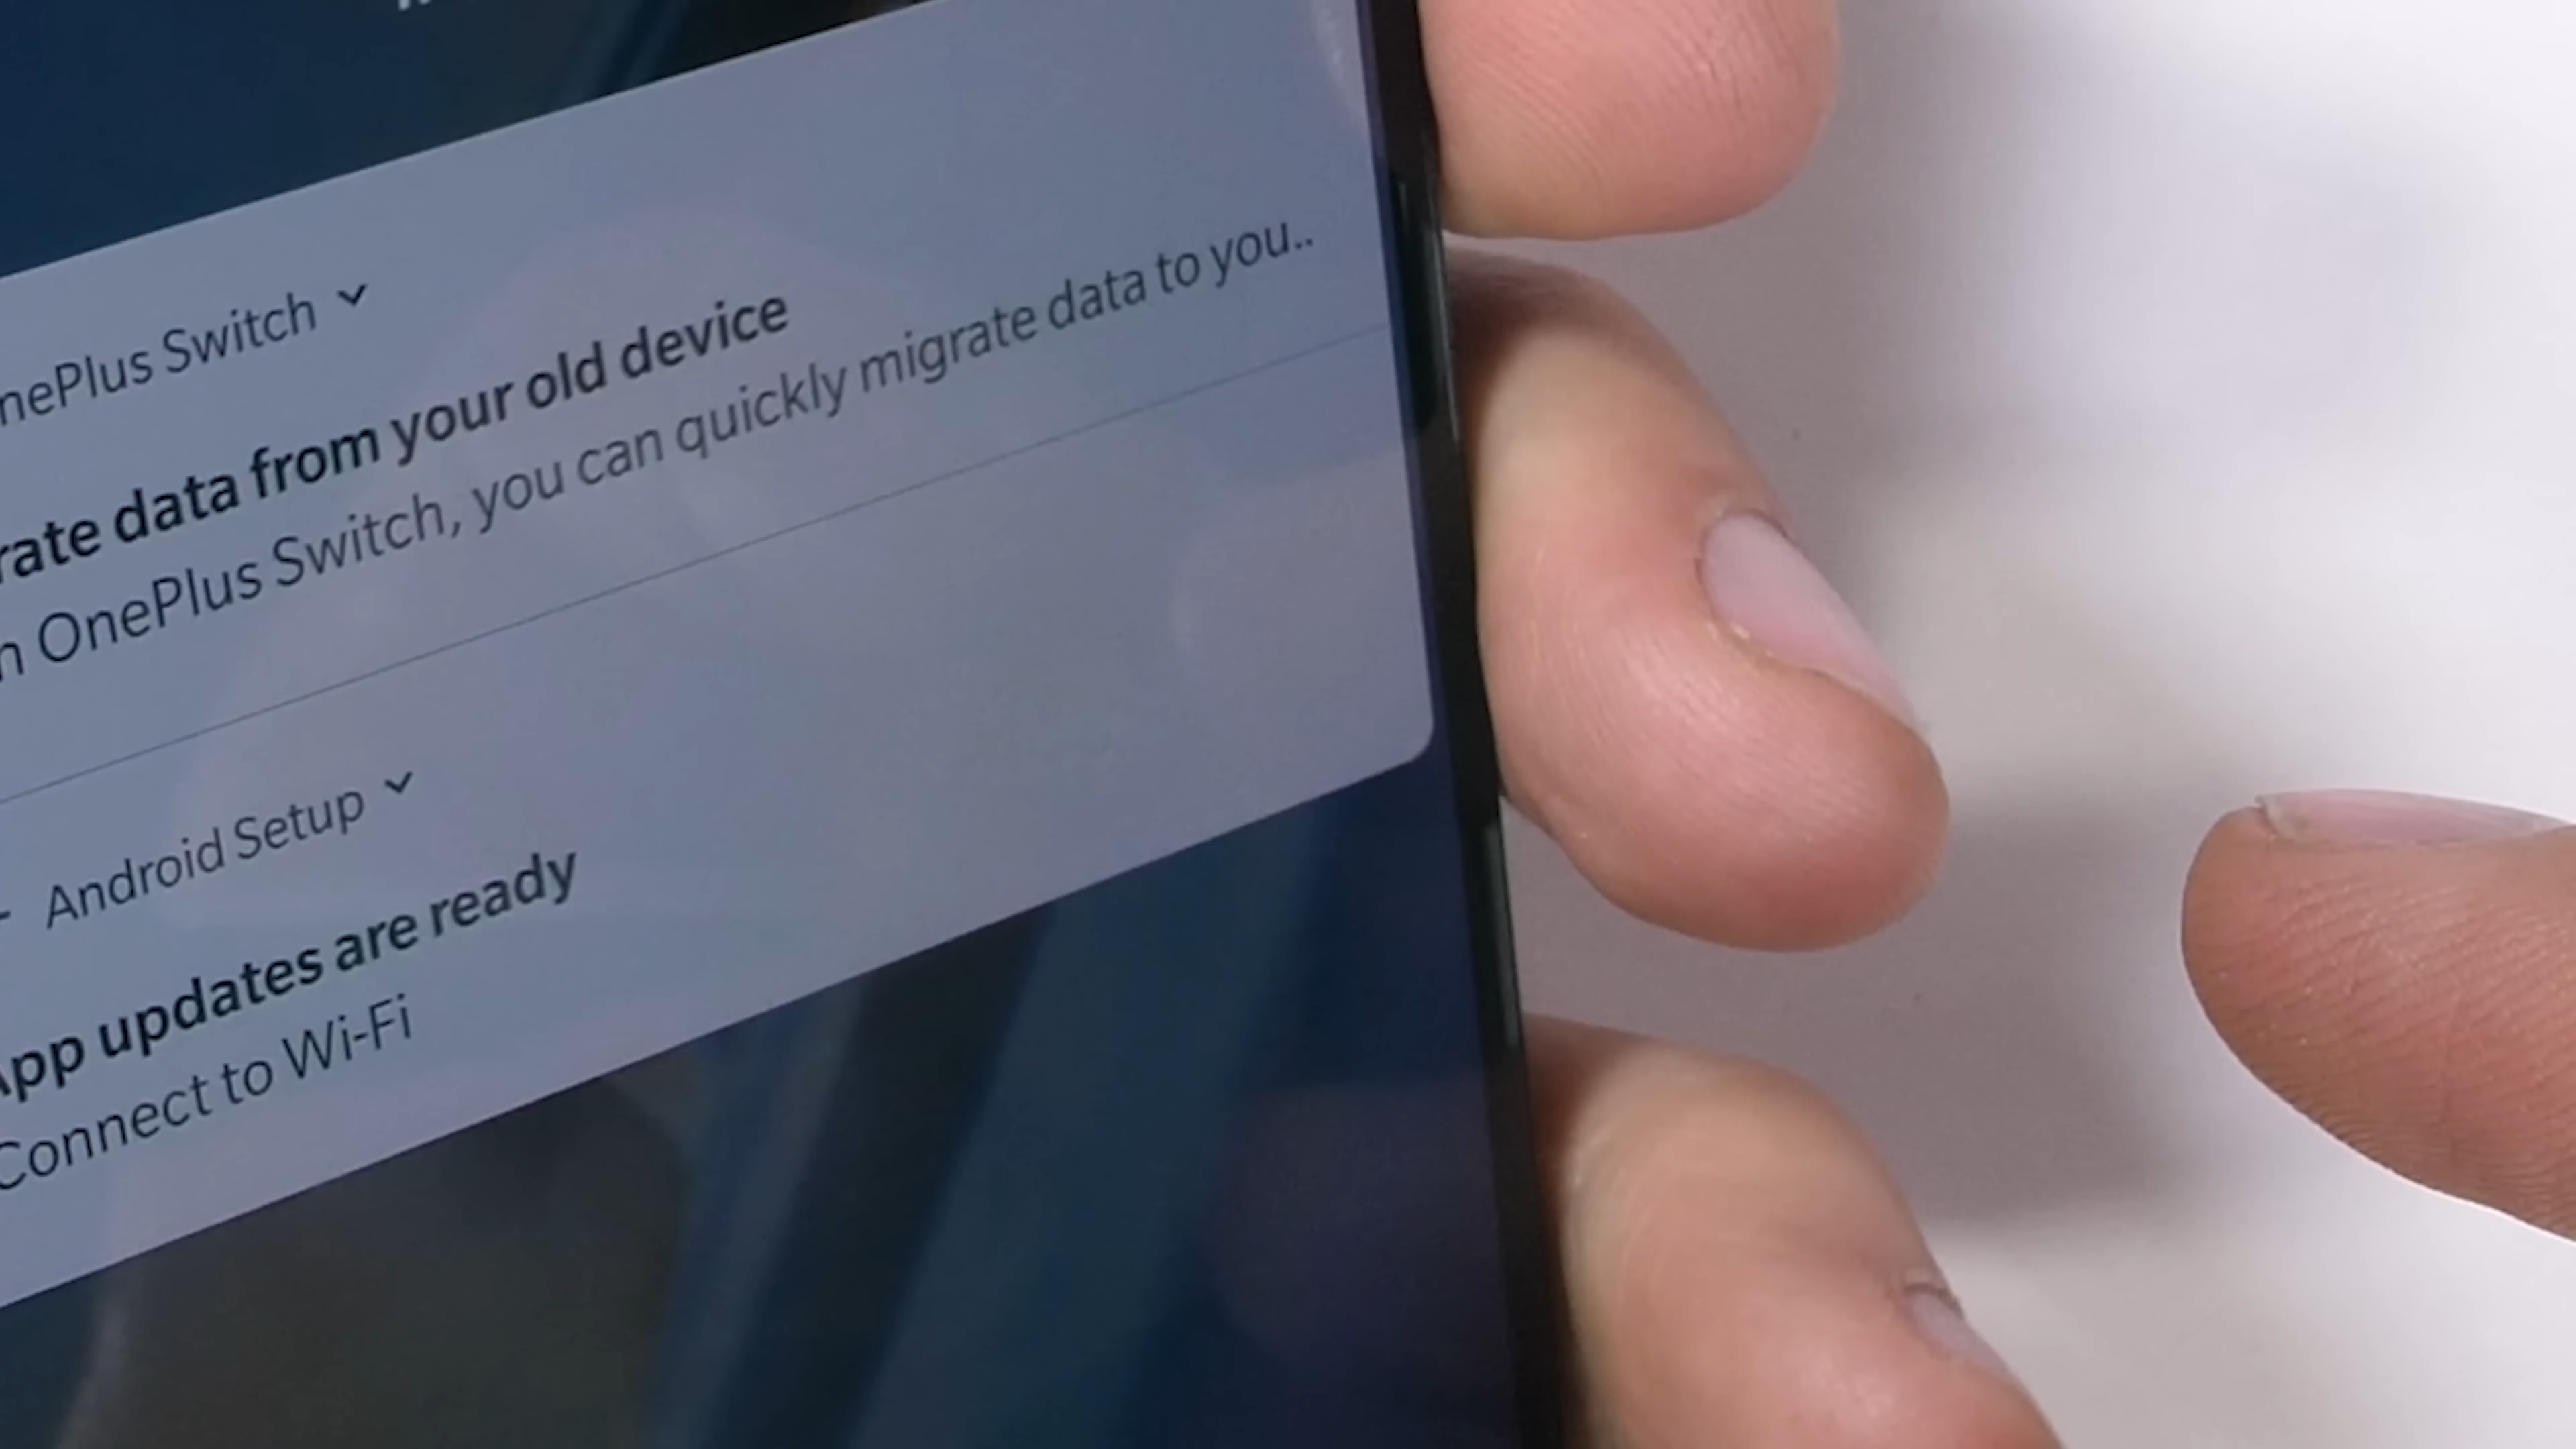 nePlus Switch
rate data from your old device
n OnePlus Switch, you can quickly migrate data to you..
Android Setup
App updates are ready
Connect to Wi-Fi